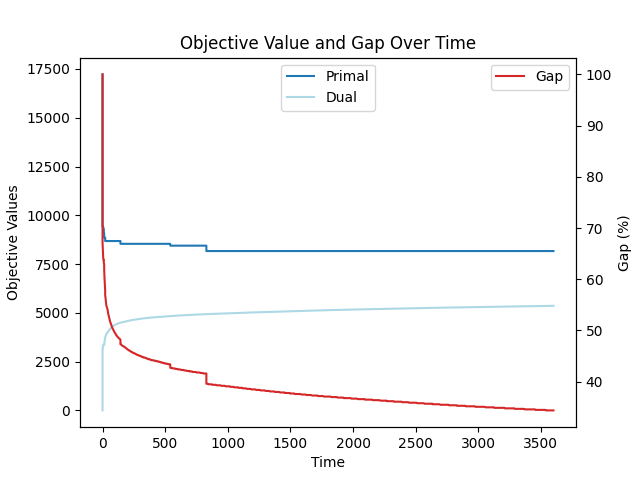 Objective Value and Gap Over Time
Primal
Dual
Gap
Objective Values
17500
15000
12500
10000
7500
5000
2500
0
Gap (%)
100
90
80
70
60
50
40
0 500 1000 1500 2000 2500 3000 3500
Time